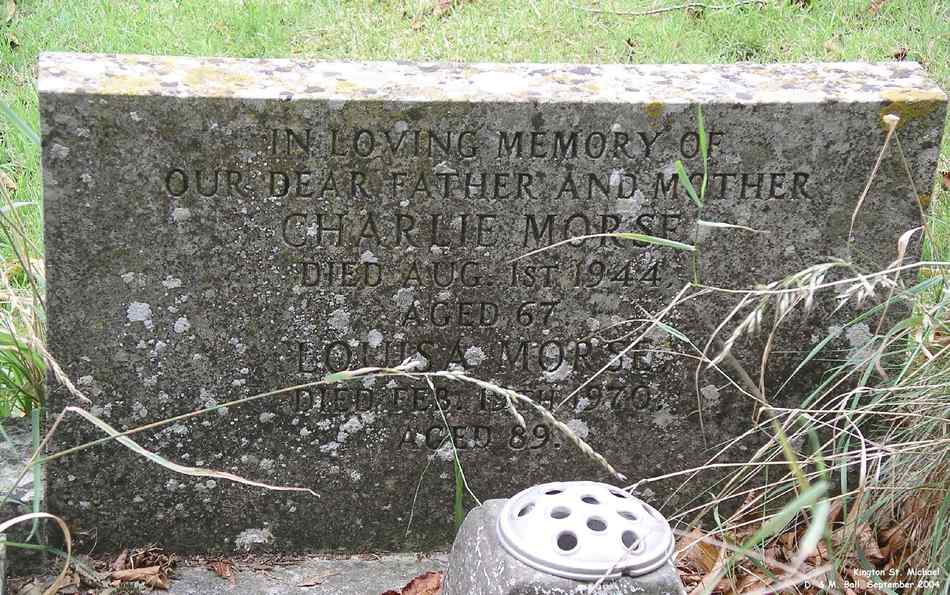 IN LOVING MEMORY OF
OUR DEAR FATHER AND MOTHER
CHARLIE MORSE
DIED AUG. 1ST 1944,
AGED 67.
LOUISA MORSE,
DIED FEB. 1970,
AGED 89.
Kington St. Michael
D. & M. Ball, September 2004